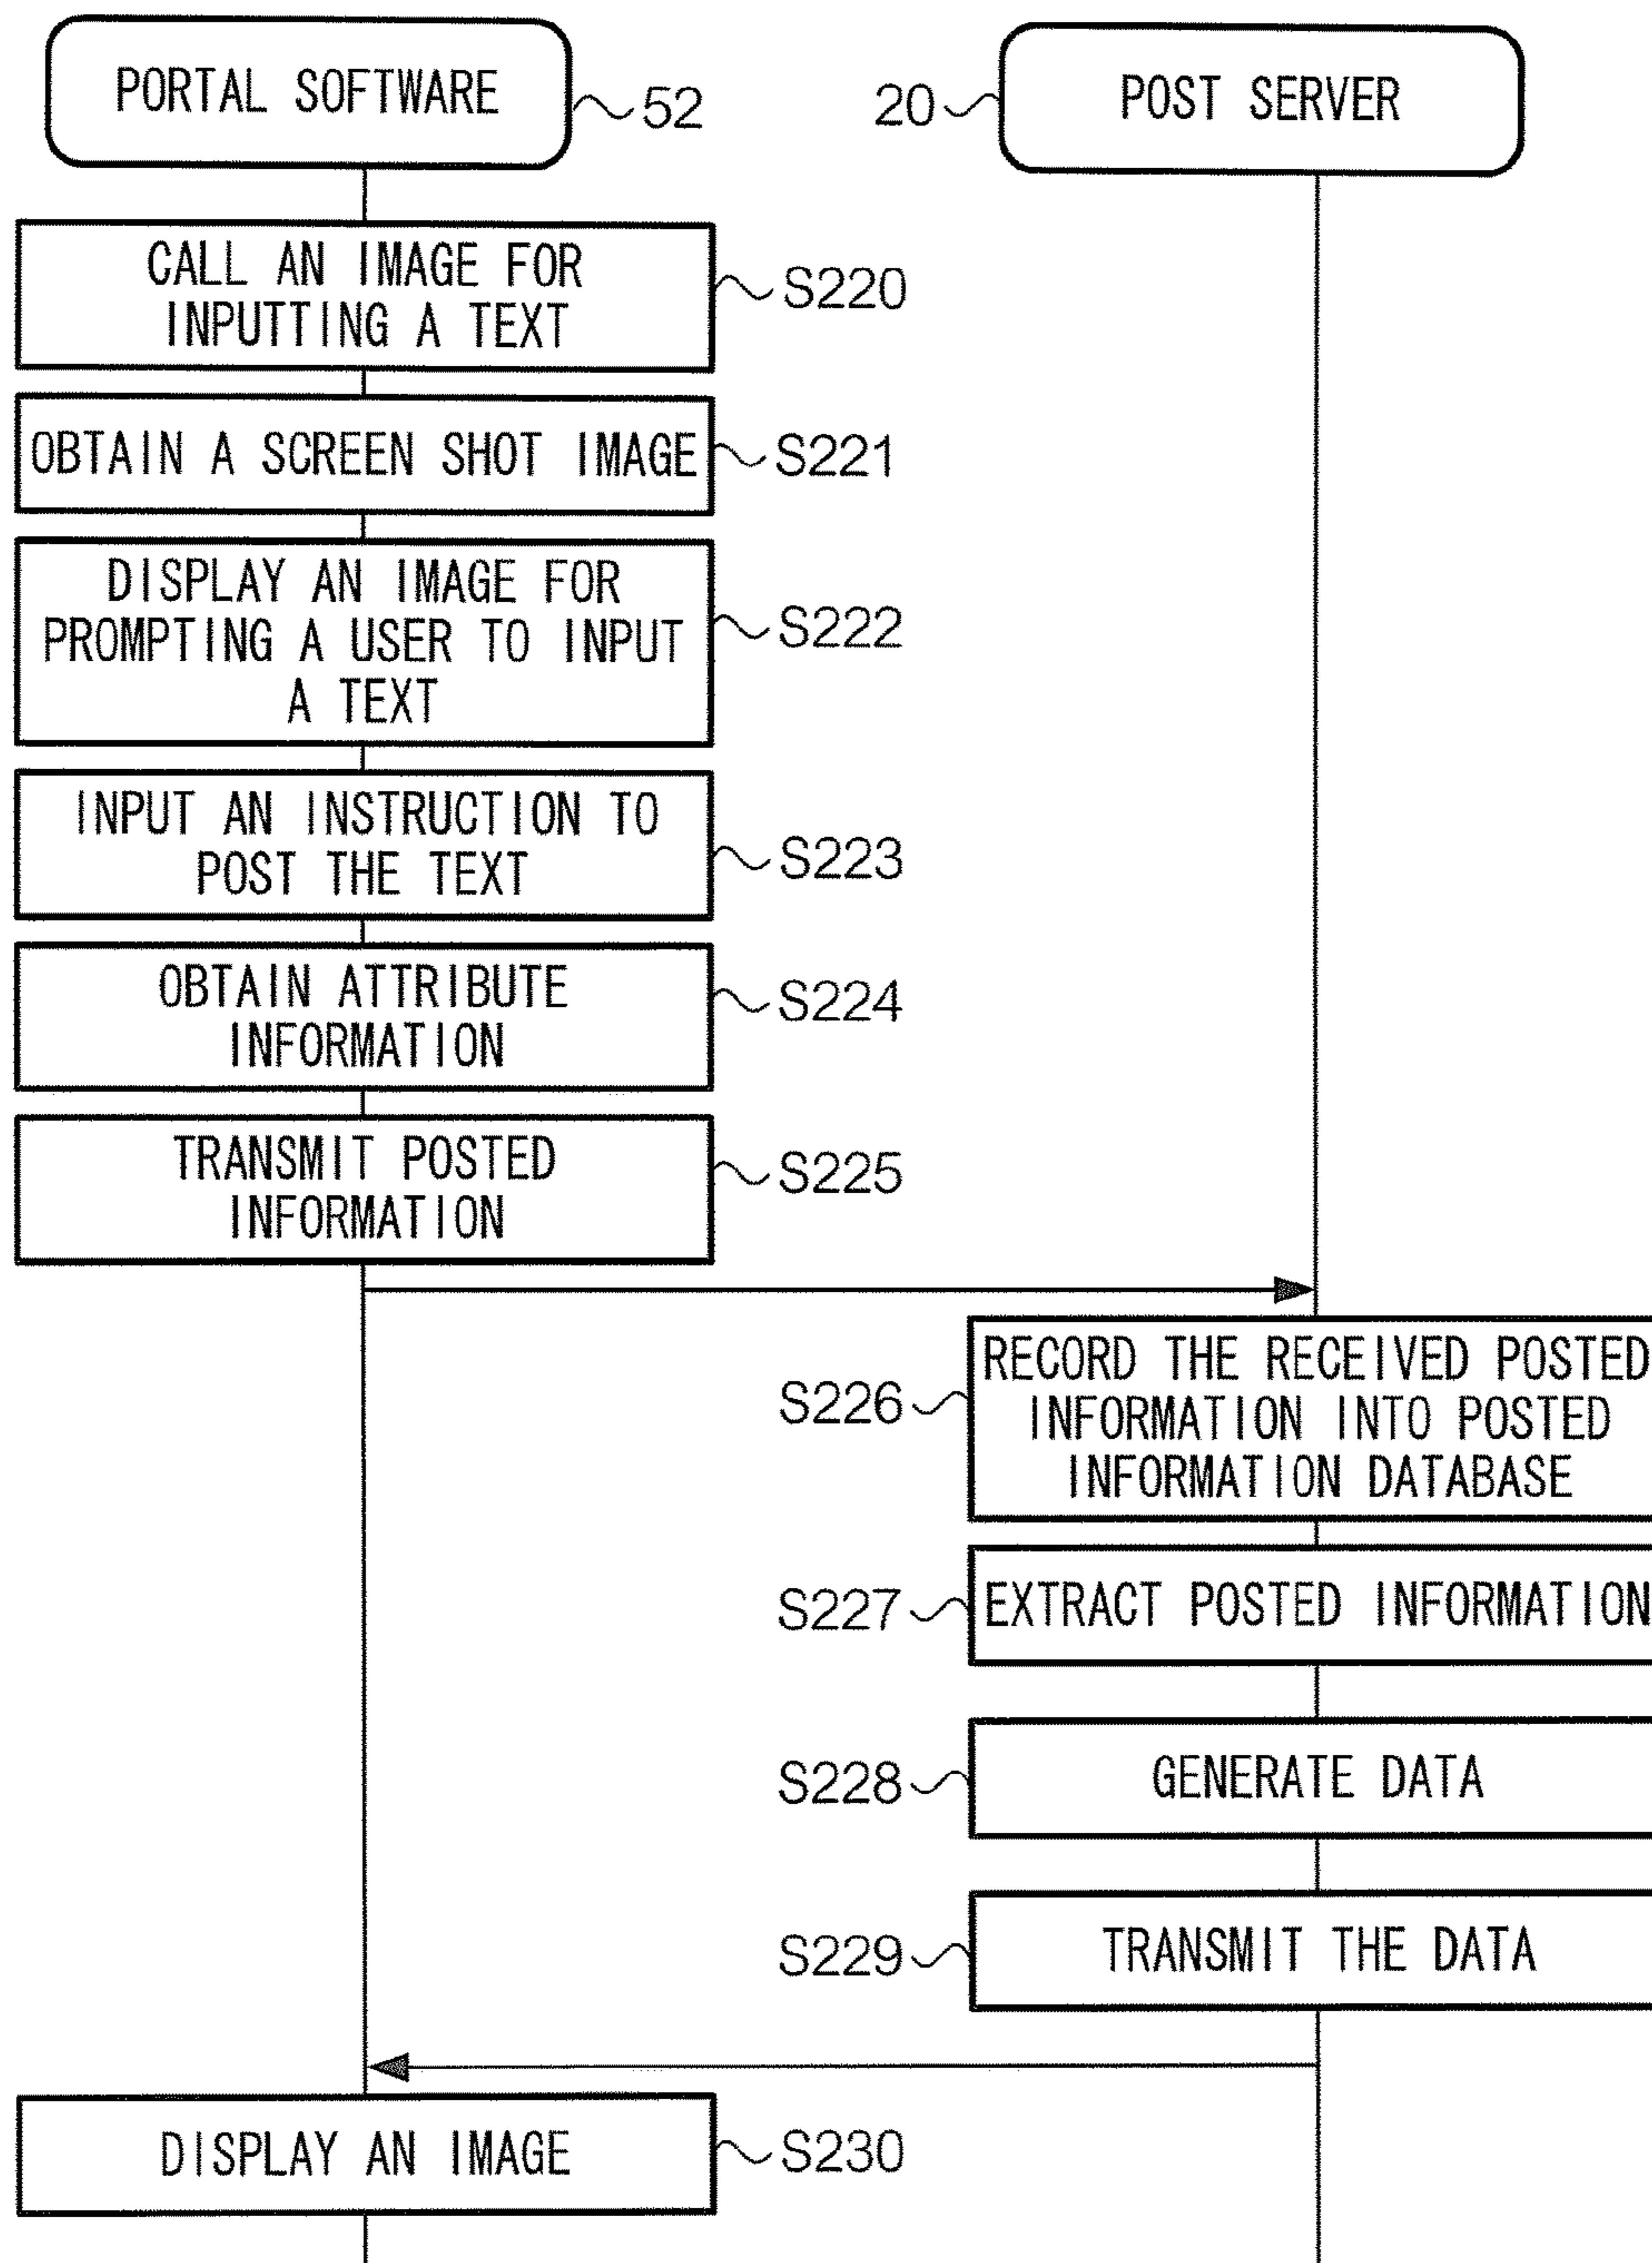 PORTAL SOFTWARE
52
20
POST SERVER
CALL AN IMAGE FOR
INPUTTING A TEXT
S220
OBTAIN A SCREEN SHOT IMAGE
S221
DISPLAY AN IMAGE FOR
PROMPTING A USER TO INPUT
A TEXT
S222
INPUT AN INSTRUCTION TO
POST THE TEXT
S223
OBTAIN ATTRIBUTE
INFORMATION
S224
TRANSMIT POSTED
INFORMATION
S225
S226
RECORD THE RECEIVED POSTED
INFORMATION INTO POSTED
INFORMATION DATABASE
S227
EXTRACT POSTED INFORMATION
S228
GENERATE DATA
S229
TRANSMIT THE DATA
DISPLAY AN IMAGE
S230